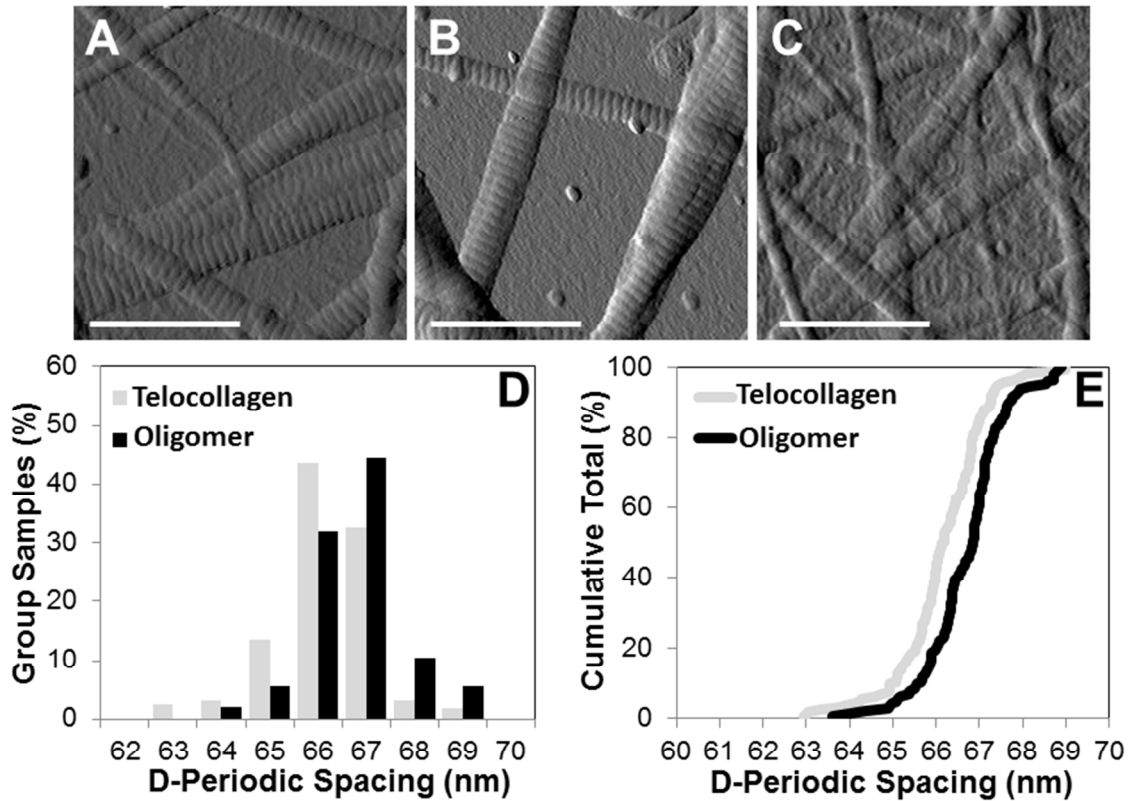 A
B
C
D
Telocollagen
Oligomer
60
50
40
30
20
10
0
Group Samples (%)
62 63 64 65 66 67 68 69 70
D-Periodic Spacing (nm)
E
Telocollagen
Oligomer
100
80
60
40
20
0
Cumulative Total (%)
60 61 62 63 64 65 66 67 68 69 70
D-Periodic Spacing (nm)